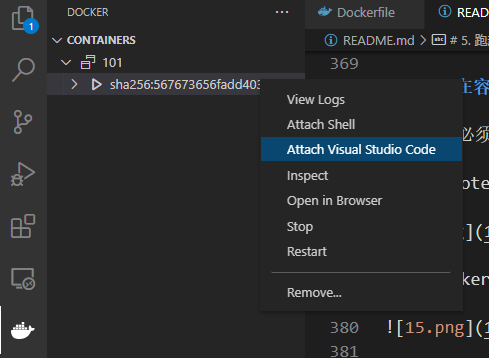 DOCKER
···
Dockerfile
READ
1
CONTAINERS
README.md > abc # 5. 跑
101
369
sha256:567673656fadd403
在容
View Logs
Attach Shell
必须
Attach Visual Studio Code
Inspect
ote
Open in Browser
Stop
](1
Restart
ker
Remove...
380 ![15.png](1
381